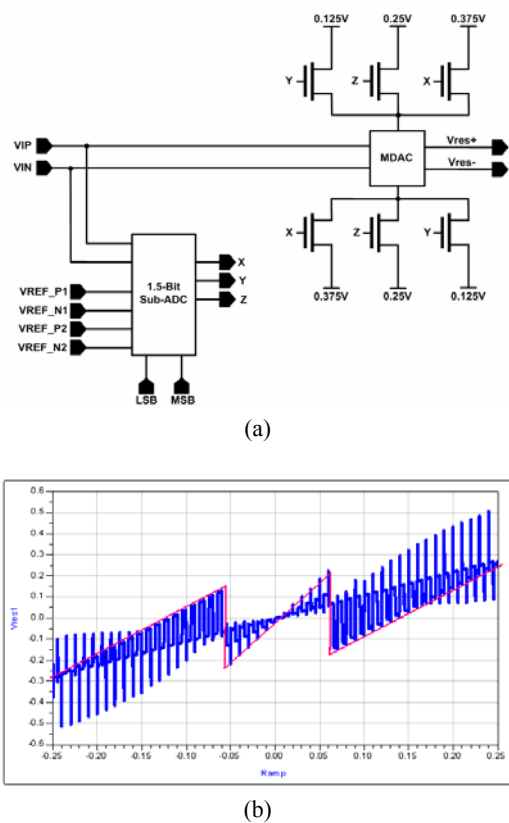 0.125V 0.25V 0.375V
Y Z X
VIP
VIN
MDAC
Vres+
Vres-
X Z Y
0.375V 0.25V 0.125V
1.5-Bit
Sub-ADC
X
Y
Z
VREF_P1
VREF_N1
VREF_P2
VREF_N2
LSB MSB
(a)
0.6
0.5
0.4
0.3
0.2
0.1
0.0
-0.1
-0.2
-0.3
-0.4
-0.5
-0.6
Vres1
-0.25 -0.20 -0.15 -0.10 -0.05 0.00 0.05 0.10 0.15 0.20 0.25
Ramp
(b)